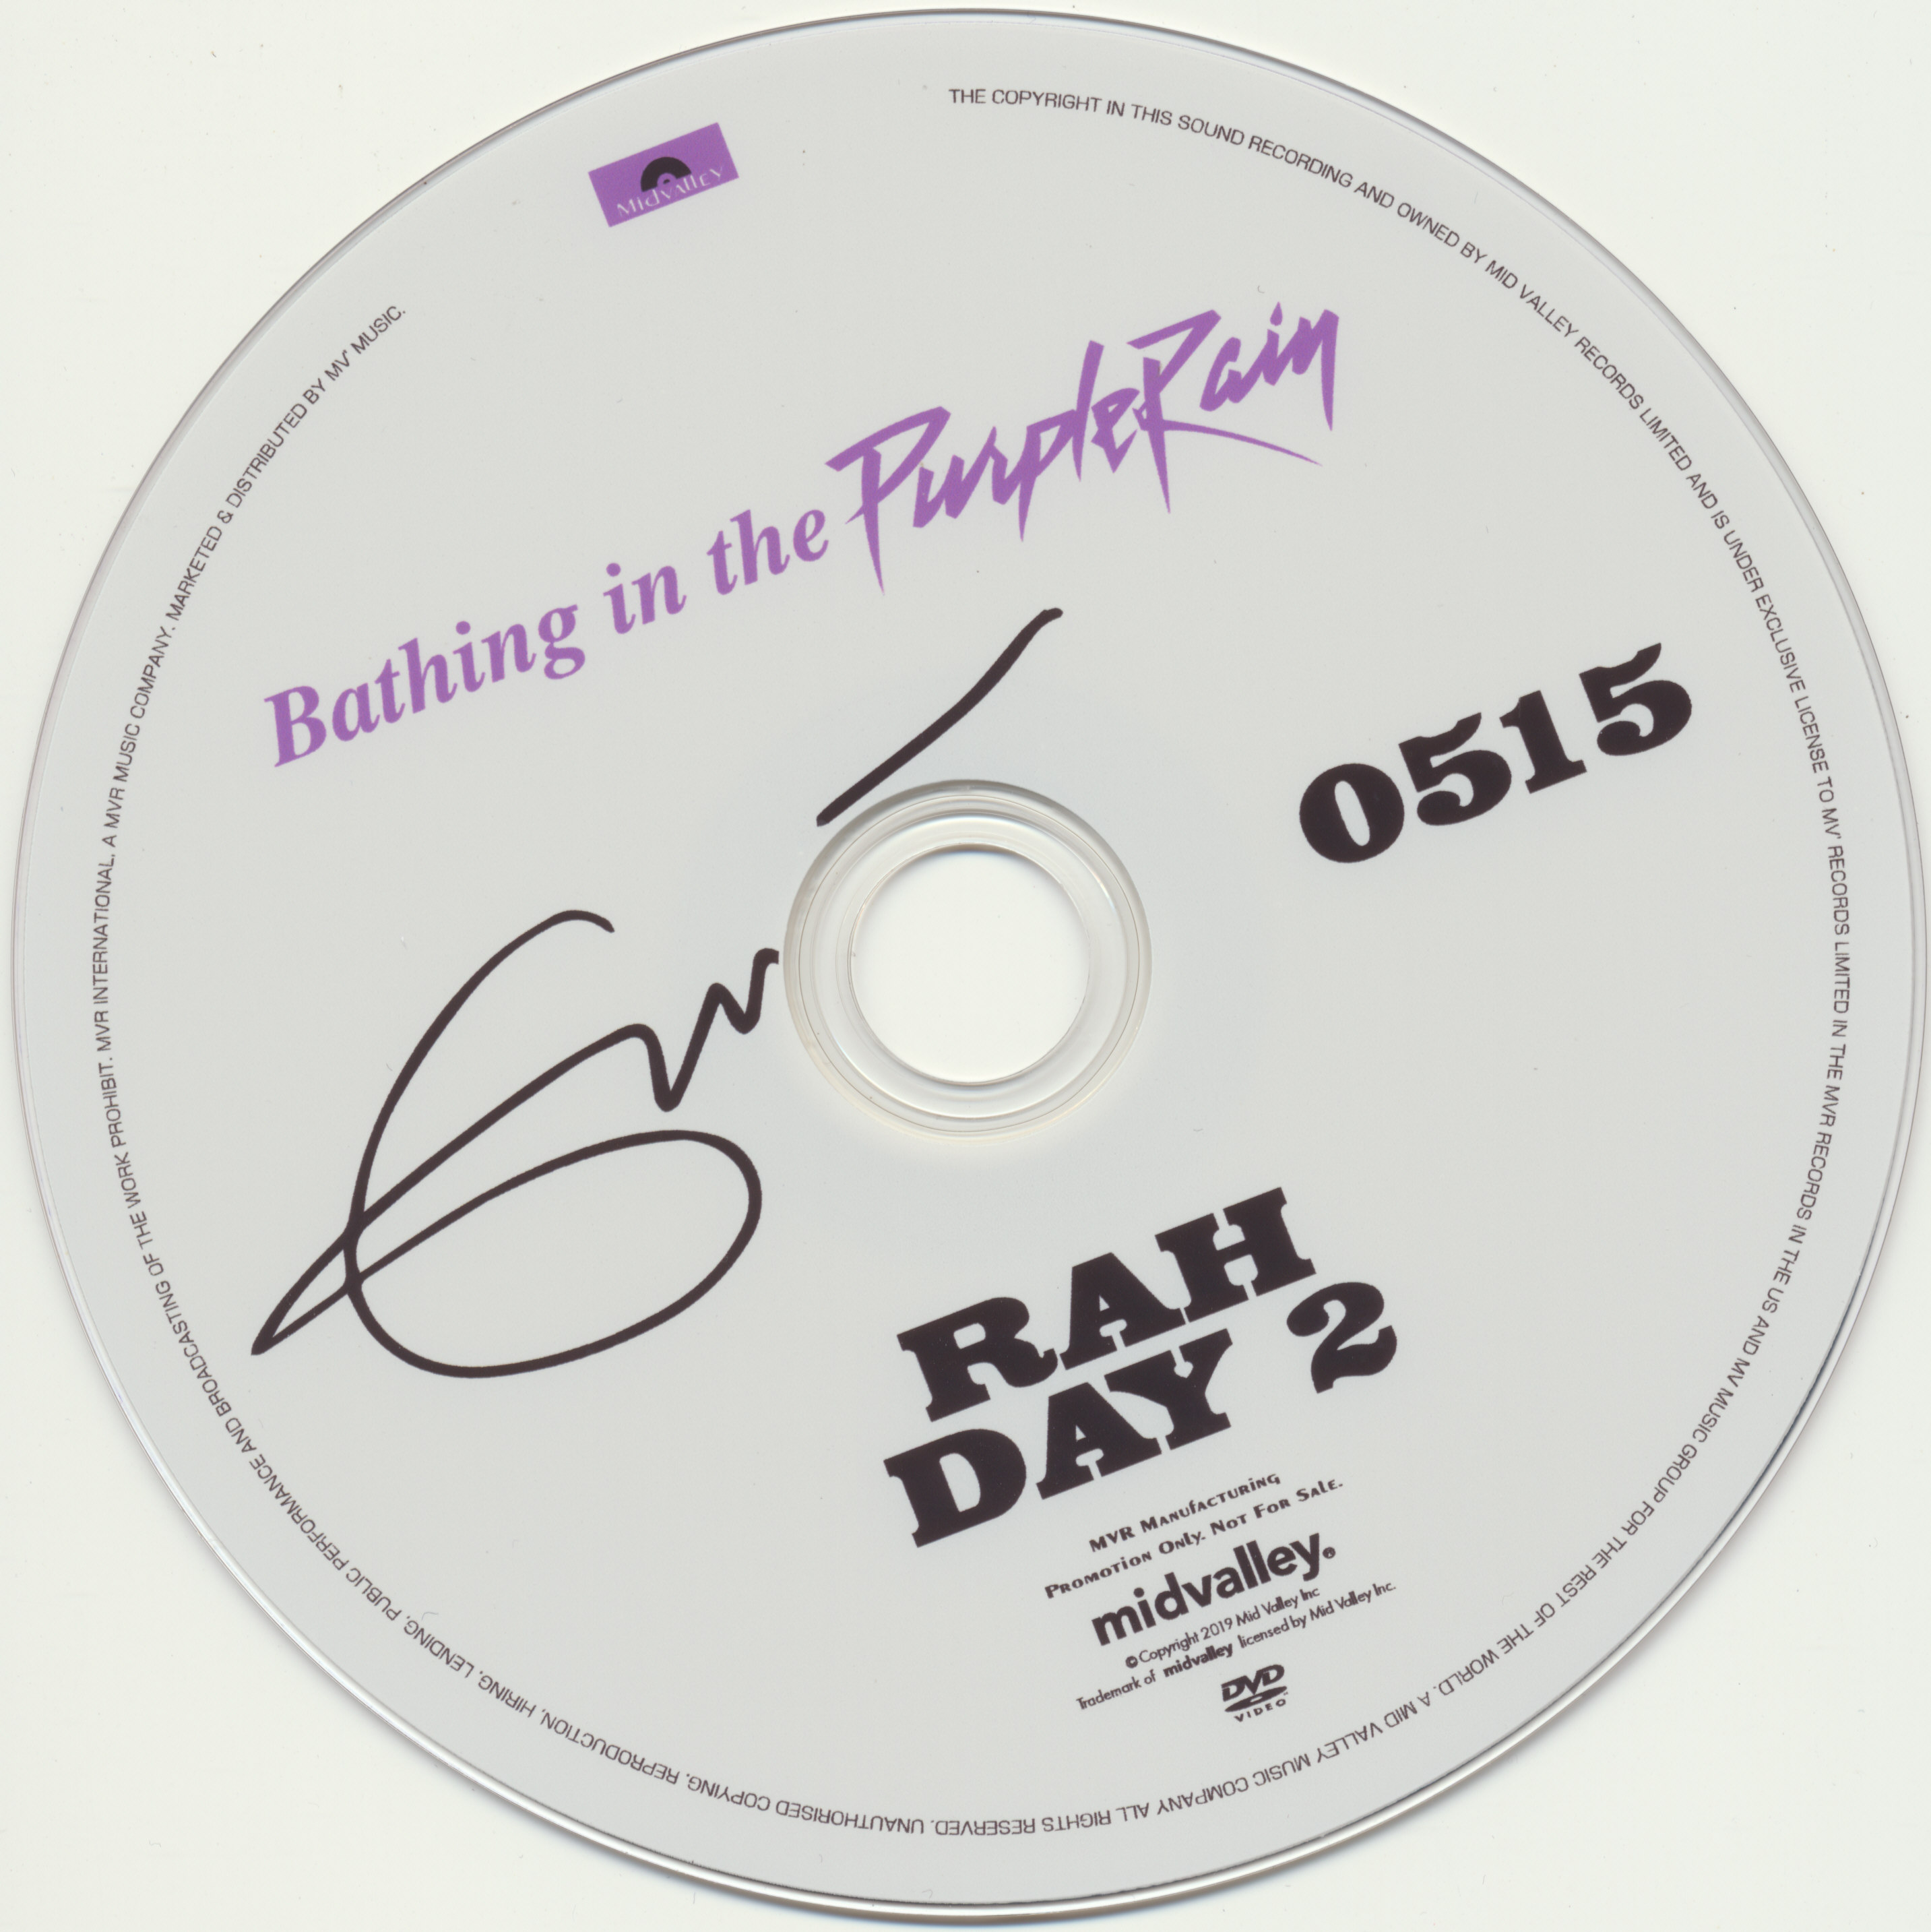 MidVAlleY
Bathing in the Purple Rain
0515
RAH
DAY 2
MVR MANUfACTURiNG
PROMOTiON ONly. NOT FOR SAlE.
midvalley.
© Copyright 2019 Mid Valley Inc
Trademark of midvalley licensed by Mid Valley Inc.
DVD
VIDEO
THE COPYRIGHT IN THIS SOUND RECORDING AND OWNED BY MID VALLEY RECORDS LIMITED AND IS UNDER EXCLUSIVE LICENSE TO MV' RECORDS LIMITED IN THE MVR RECORDS IN THE US AND MV MUSIC GROUP FOR THE REST OF THE WORLD. A MID VALLEY MUSIC COMPANY ALL RIGHTS RESERVED. UNAUTHORISED COPYING, REPRODUCTION, HIRING, LENDING, PUBLIC PERFORMANCE AND BROADCASTING OF THE WORK PROHIBIT. MVR INTERNATIONAL, A MVR MUSIC COMPANY. MARKETED & DISTRIBUTED BY MV' MUSIC.